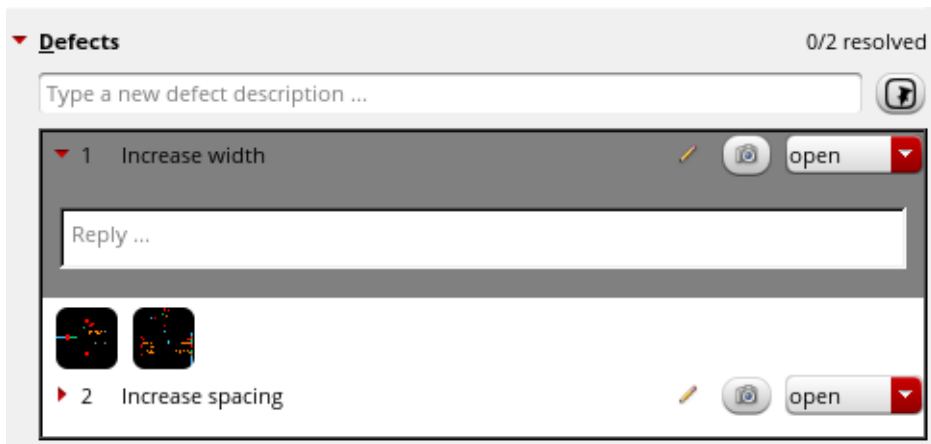 Defects 0/2 resolved
Type a new defect description ...
1 Increase width open
Reply ...
2 Increase spacing open